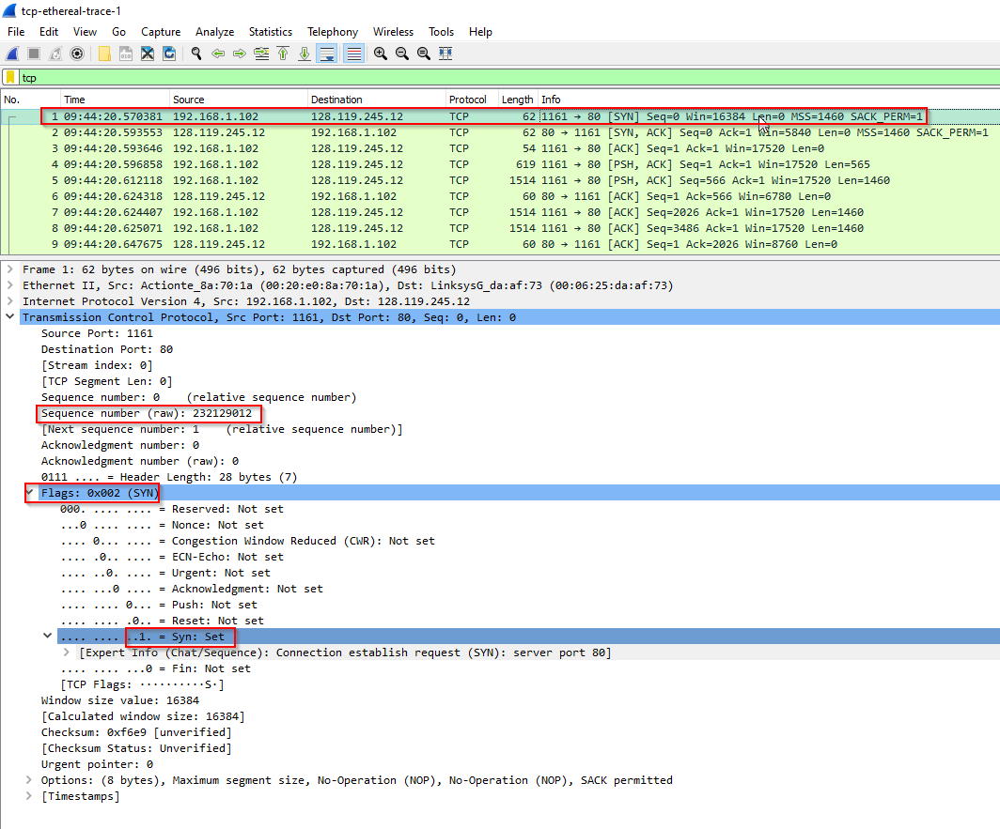 tcp-ethereal-trace-1
File Edit View Go Capture Analyze Statistics Telephony Wireless Tools Help
tcp
No. Time Source Destination Protocol Length Info
1 09:44:20.570381 192.168.1.102 128.119.245.12 TCP 62 1161 → 80 [SYN] Seq=0 Win=16384 Len=0 MSS=1460 SACK_PERM=1
2 09:44:20.593553 128.119.245.12 192.168.1.102 TCP 62 80 → 1161 [SYN, ACK] Seq=0 Ack=1 Win=5840 Len=0 MSS=1460 SACK_PERM=1
3 09:44:20.593646 192.168.1.102 128.119.245.12 TCP 54 1161 → 80 [ACK] Seq=1 Ack=1 Win=17520 Len=0
4 09:44:20.596858 192.168.1.102 128.119.245.12 TCP 619 1161 → 80 [PSH, ACK] Seq=1 Ack=1 Win=17520 Len=565
5 09:44:20.612118 192.168.1.102 128.119.245.12 TCP 1514 1161 → 80 [PSH, ACK] Seq=566 Ack=1 Win=17520 Len=1460
6 09:44:20.624318 128.119.245.12 192.168.1.102 TCP 60 80 → 1161 [ACK] Seq=1 Ack=566 Win=6780 Len=0
7 09:44:20.624407 192.168.1.102 128.119.245.12 TCP 1514 1161 → 80 [ACK] Seq=2026 Ack=1 Win=17520 Len=1460
8 09:44:20.625071 192.168.1.102 128.119.245.12 TCP 1514 1161 → 80 [ACK] Seq=3486 Ack=1 Win=17520 Len=1460
9 09:44:20.647675 128.119.245.12 192.168.1.102 TCP 60 80 → 1161 [ACK] Seq=1 Ack=2026 Win=8760 Len=0
Frame 1: 62 bytes on wire (496 bits), 62 bytes captured (496 bits)
Ethernet II, Src: Actionte_8a:70:1a (00:20:e0:8a:70:1a), Dst: LinksysG_da:af:73 (00:06:25:da:af:73)
Internet Protocol Version 4, Src: 192.168.1.102, Dst: 128.119.245.12
Transmission Control Protocol, Src Port: 1161, Dst Port: 80, Seq: 0, Len: 0
Source Port: 1161
Destination Port: 80
[Stream index: 0]
[TCP Segment Len: 0]
Sequence number: 0 (relative sequence number)
Sequence number (raw): 232129012
[Next sequence number: 1 (relative sequence number)]
Acknowledgment number: 0
Acknowledgment number (raw): 0
0111 .... = Header Length: 28 bytes (7)
Flags: 0x002 (SYN)
000. .... .... = Reserved: Not set
...0 .... .... = Nonce: Not set
.... 0... .... = Congestion Window Reduced (CWR): Not set
.... .0.. .... = ECN-Echo: Not set
.... ..0. .... = Urgent: Not set
.... ...0 .... = Acknowledgment: Not set
.... .... 0... = Push: Not set
.... .... .0.. = Reset: Not set
.... .... ..1. = Syn: Set
[Expert Info (Chat/Sequence): Connection establish request (SYN): server port 80]
.... .... ...0 = Fin: Not set
[TCP Flags: ··········S·]
Window size value: 16384
[Calculated window size: 16384]
Checksum: 0xf6e9 [unverified]
[Checksum Status: Unverified]
Urgent pointer: 0
Options: (8 bytes), Maximum segment size, No-Operation (NOP), No-Operation (NOP), SACK permitted
[Timestamps]